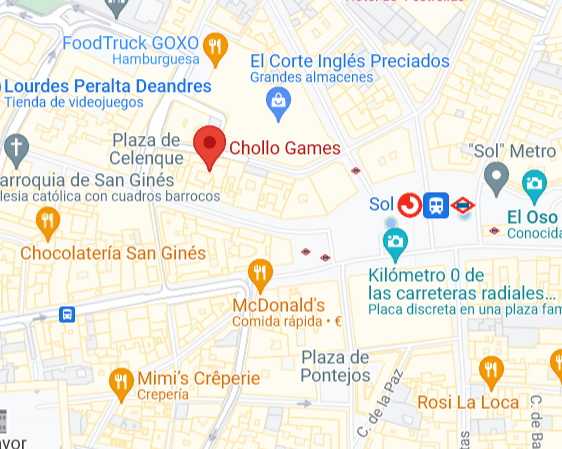 FoodTruck GOXO
Hamburguesa
El Corte Inglés Preciados
Grandes almacenes
Lourdes Peralta Deandres
Tienda de videojuegos
Plaza de
Celenque
Chollo Games
"Sol" Metro
arroquia de San Ginés
lesia católica con cuadros barrocos
Sol
El Oso
Conocida
Chocolatería San Ginés
Kilómetro 0 de
las carreteras radiales...
Placa discreta en una plaza fam
McDonald's
Comida rápida • €
Plaza de
Pontejos
Mimi's Crêperie
Crepería
C. de la Paz
Rosi La Loca
C. de Ba
tas
yor